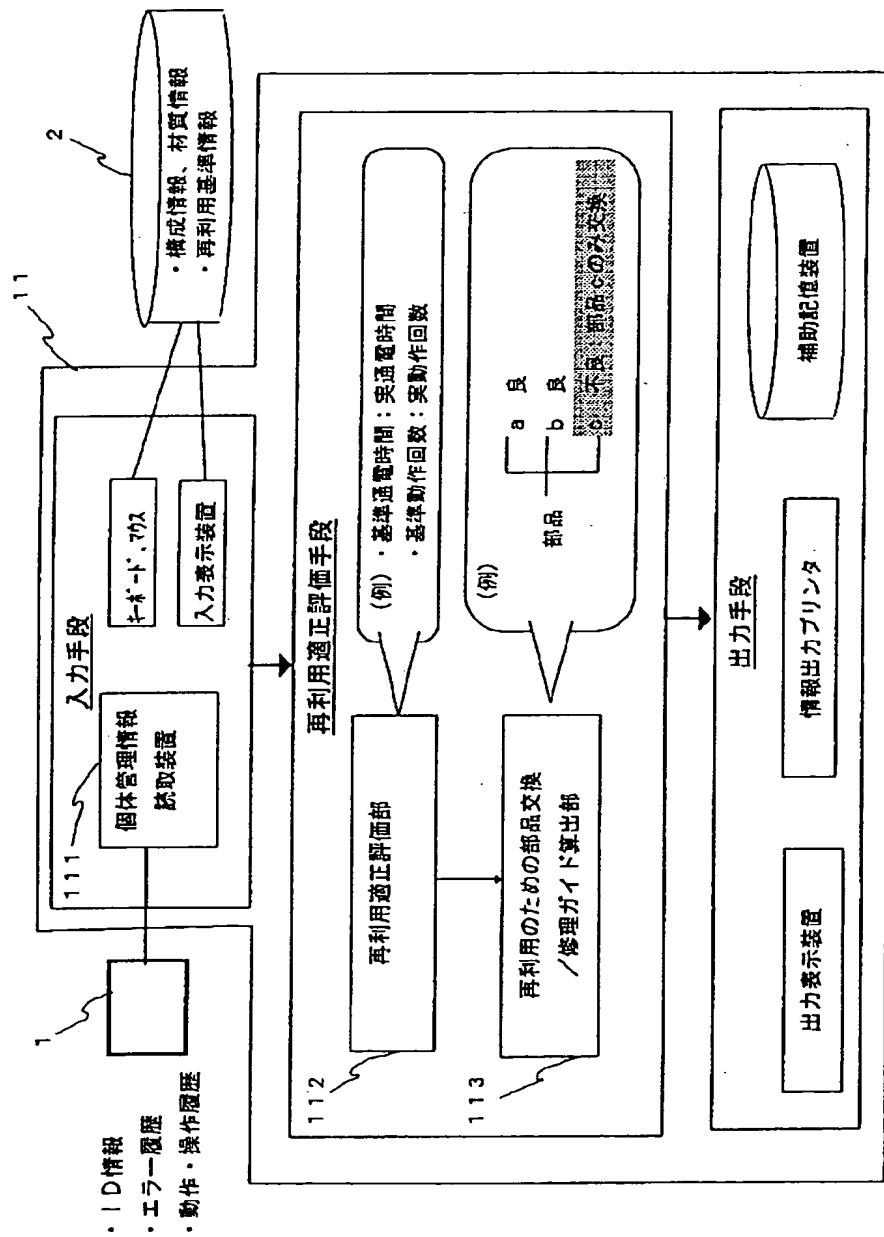 ・ID情報
・エラー履歴
・動作・操作履歴
1
11
2
・構成情報、材質情報
・再利用基準情報
入力手段
111
個体管理情報
読取装置
キーボード、マウス
入力表示装置
再利用適正評価手段
112
再利用適正評価部
(例)・基準通電時間:実通電時間
・基準動作回数:実動作回数
113
再利用のための部品交換
/修理ガイド算出部
(例)
部品
a 良
b 良
c 不良:部品cのみ交換
出力手段
出力表示装置
情報出力プリンタ
補助記憶装置